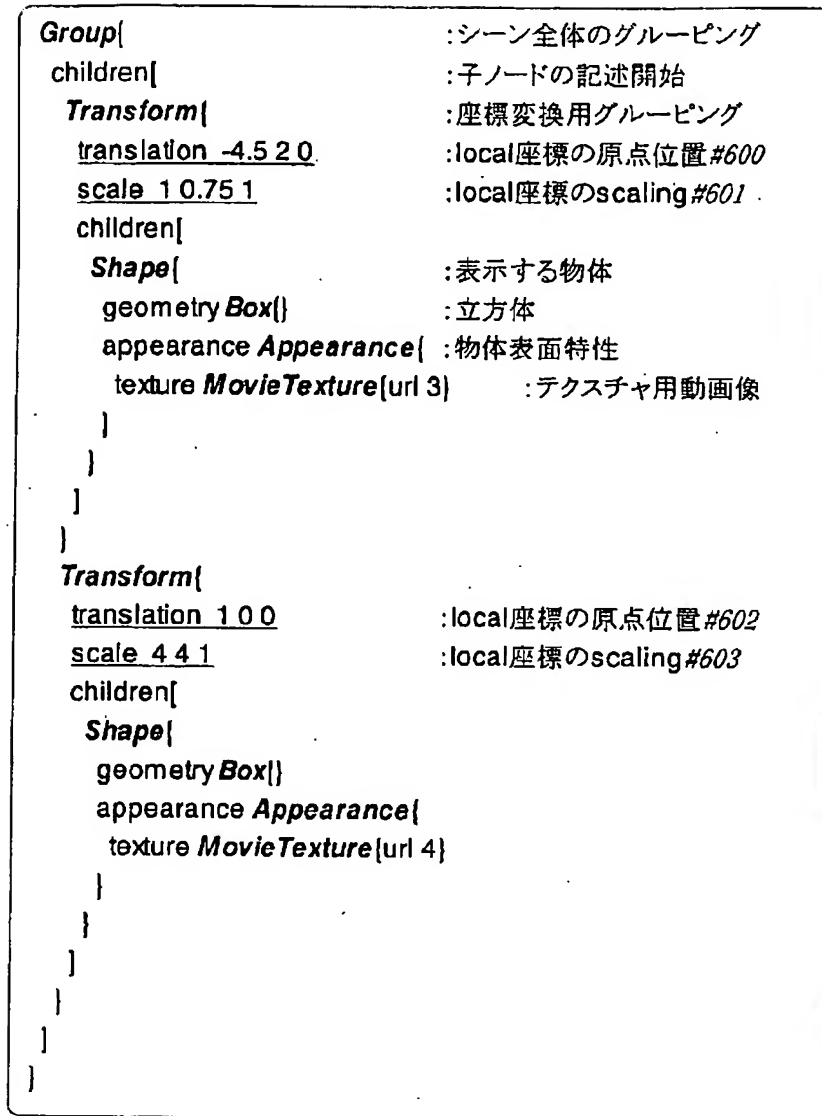 Group{ :シーン全体のグルーピング
children[ :子ノードの記述開始
Transform{ :座標変換用グルーピング
translation -4.5 2 0 :local座標の原点位置#600
scale 1 0.75 1 :local座標のscaling#601
children[
Shape{ :表示する物体
geometry Box{} :立方体
appearance Appearance{ :物体表面特性
texture MovieTexture{url 3} :テクスチャ用動画像
}
}
]
}
Transform{
translation 1 0 0 :local座標の原点位置#602
scale 4 4 1 :local座標のscaling#603
children[
Shape{
geometry Box{}
appearance Appearance{
texture MovieTexture{url 4}
}
}
]
}
]
}